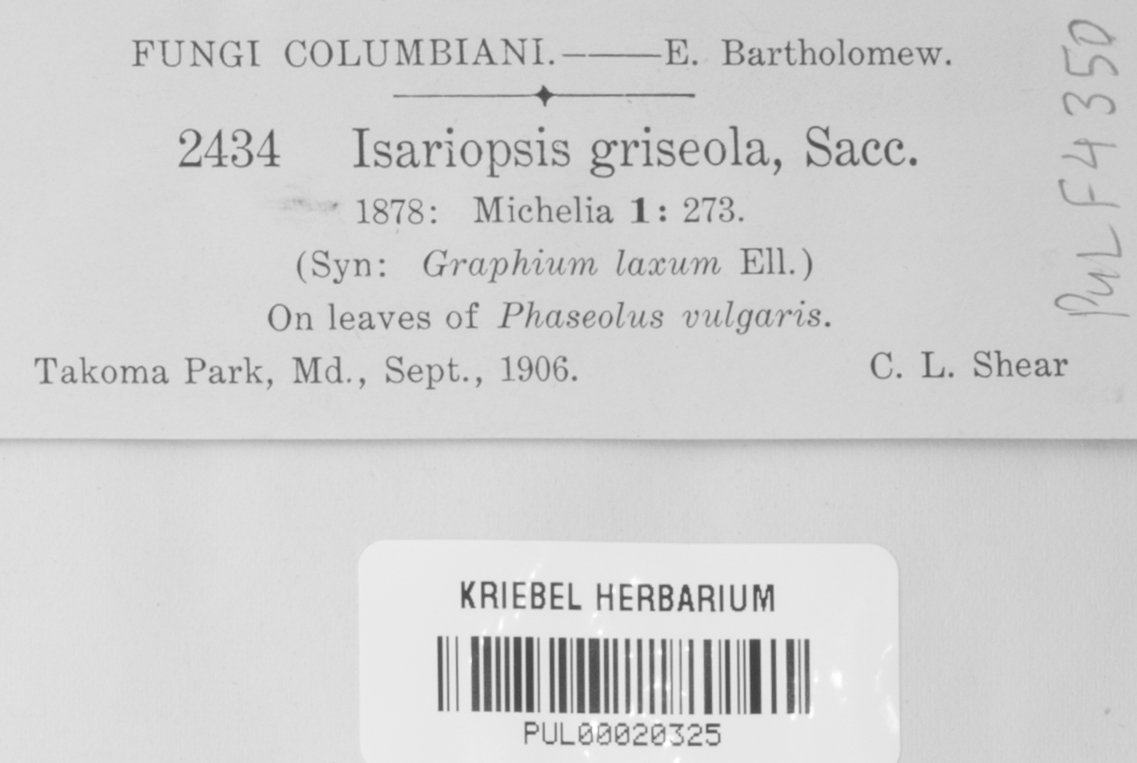 FUNGI COLUMBIANI.——E. Bartholomew.
2434 Isariopsis griseola, Sacc.
1878: Michelia 1: 273.
(Syn: Graphium laxum Ell.)
On leaves of Phaseolus vulgaris.
Takoma Park, Md., Sept., 1906. C. L. Shear
PUL F4350
KRIEBEL HERBARIUM
PUL00020325